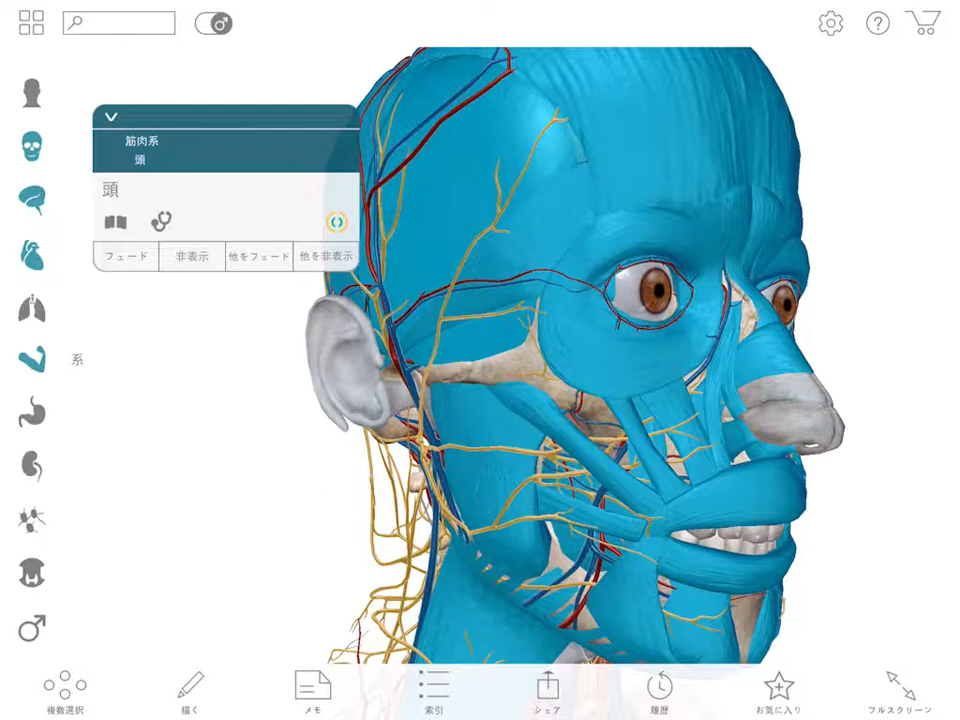 筋肉系
頭
頭
フェード
非表示
他をフェード
他を非表示
系
複数選択
描く
メモ
索引
シェア
履歴
お気に入り
フルスクリーン